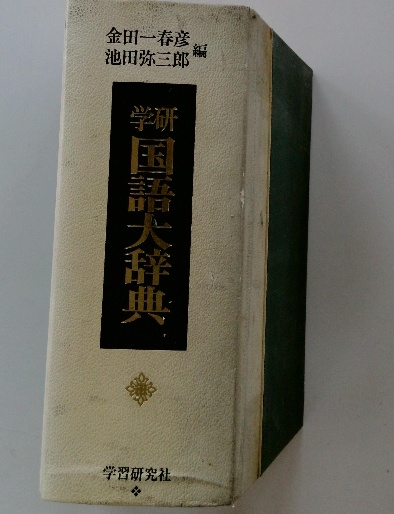 金田一春彦
池田弥三郎
編
学研
国語大辞典
学習研究社